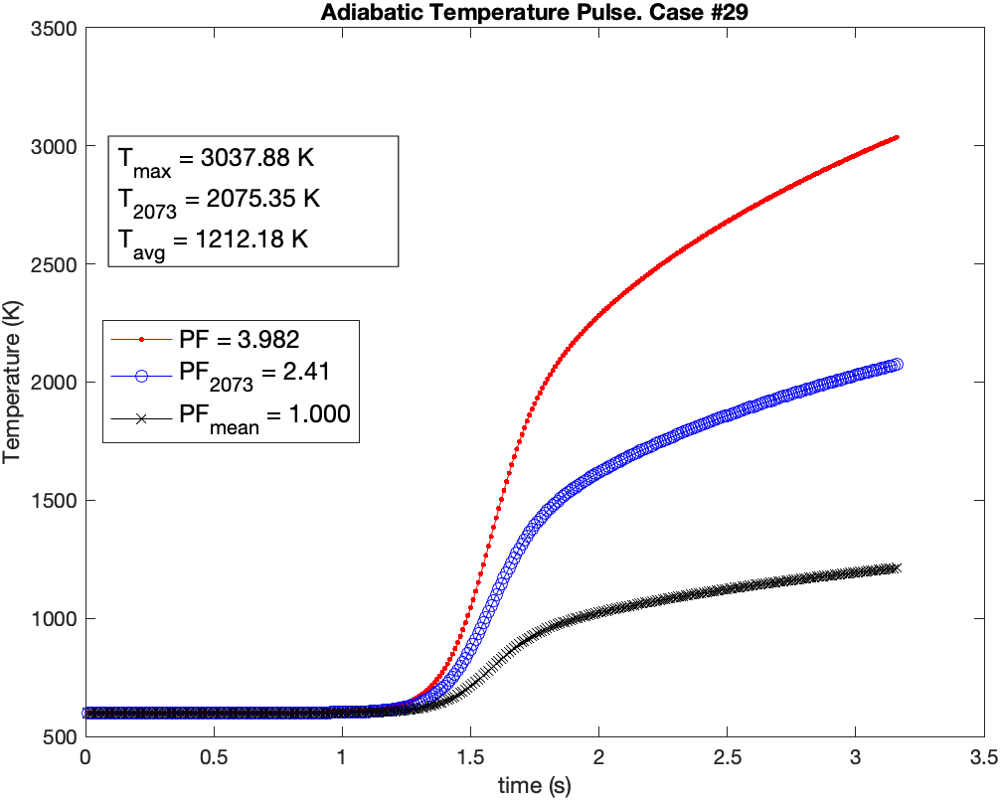 Adiabatic Temperature Pulse. Case #29
3500
3000
2500
2000
1500
1000
500
Temperature (K)
T_max = 3037.88 K
T_2073 = 2075.35 K
T_avg = 1212.18 K
PF = 3.982
PF_2073 = 2.41
PF_mean = 1.000
0 0.5 1 1.5 2 2.5 3 3.5
time (s)